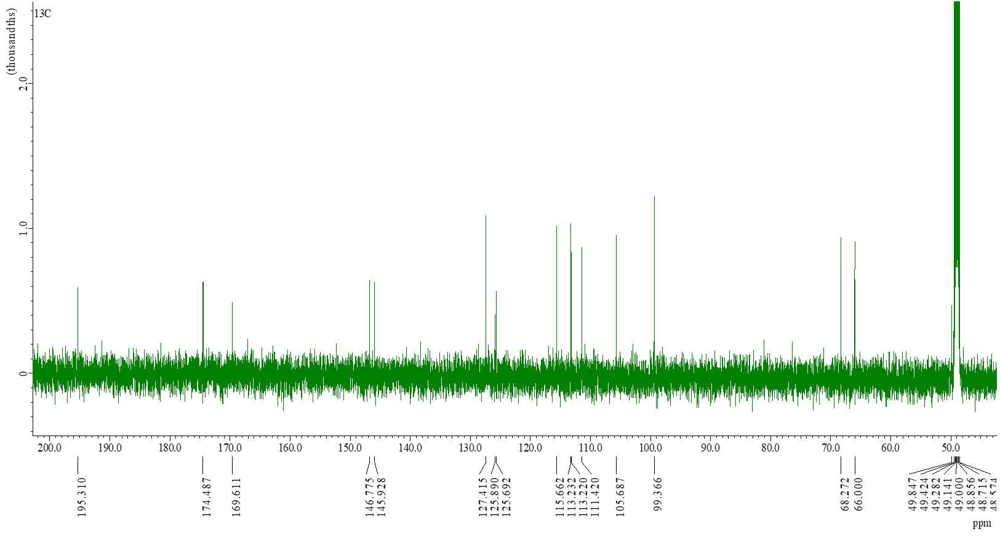 (thousandths)
13C
2.0
1.0
0
200.0 190.0 180.0 170.0 160.0 150.0 140.0 130.0 120.0 110.0 100.0 90.0 80.0 70.0 60.0 50.0
195.310 174.487 169.611 146.775 145.928 127.415 125.890 125.692 115.662 113.232 113.220 111.420 105.687 99.366 68.272 66.000 49.847 49.424 49.282 49.141 49.000 48.856 48.715 48.574
ppm